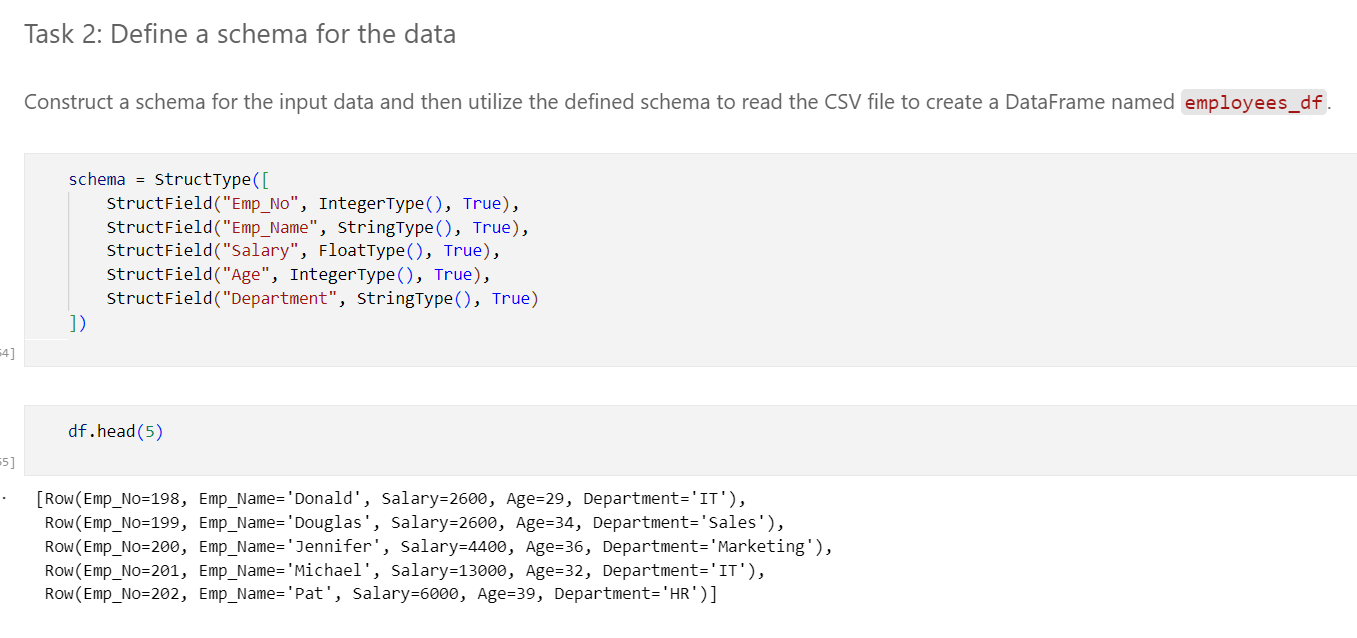 Task 2: Define a schema for the data
Construct a schema for the input data and then utilize the defined schema to read the CSV file to create a DataFrame named employees_df.
schema = StructType([
    StructField("Emp_No", IntegerType(), True),
    StructField("Emp_Name", StringType(), True),
    StructField("Salary", FloatType(), True),
    StructField("Age", IntegerType(), True),
    StructField("Department", StringType(), True)
])
4]
df.head(5)
5]
[Row(Emp_No=198, Emp_Name='Donald', Salary=2600, Age=29, Department='IT'),
 Row(Emp_No=199, Emp_Name='Douglas', Salary=2600, Age=34, Department='Sales'),
 Row(Emp_No=200, Emp_Name='Jennifer', Salary=4400, Age=36, Department='Marketing'),
 Row(Emp_No=201, Emp_Name='Michael', Salary=13000, Age=32, Department='IT'),
 Row(Emp_No=202, Emp_Name='Pat', Salary=6000, Age=39, Department='HR')]